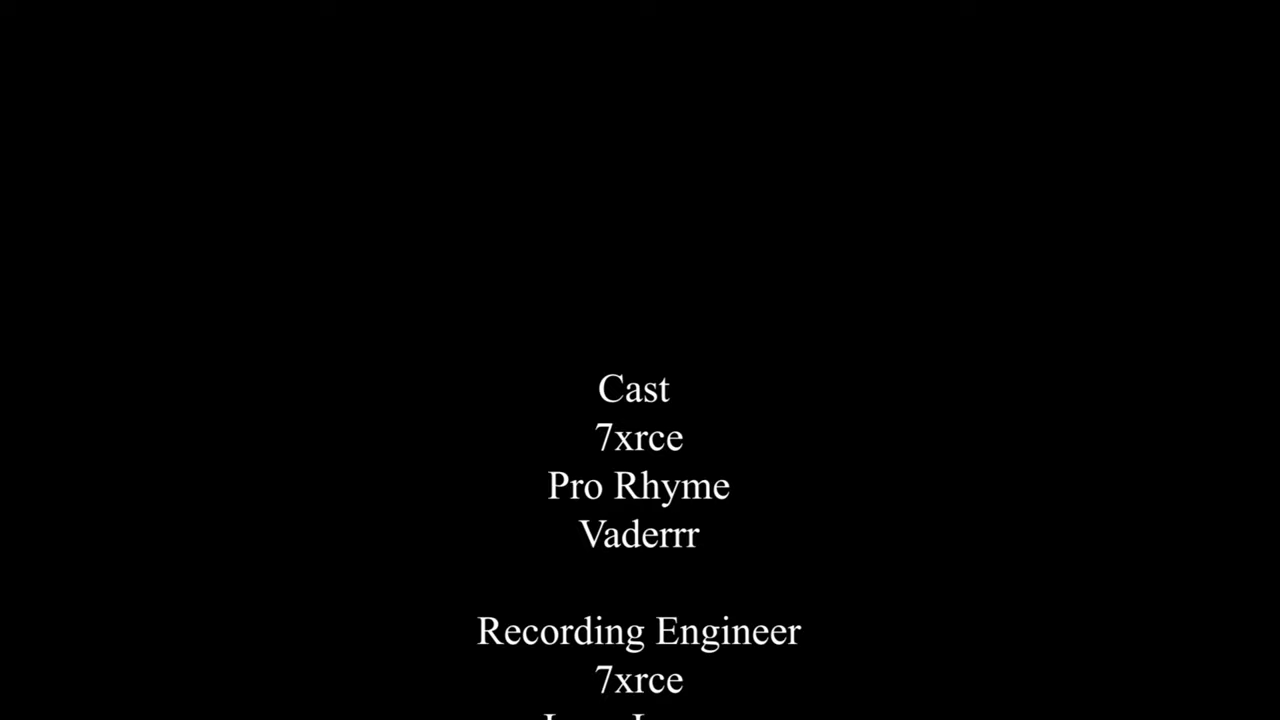 Cast
7xrce
Pro Rhyme
Vaderrr
Recording Engineer
7xrce